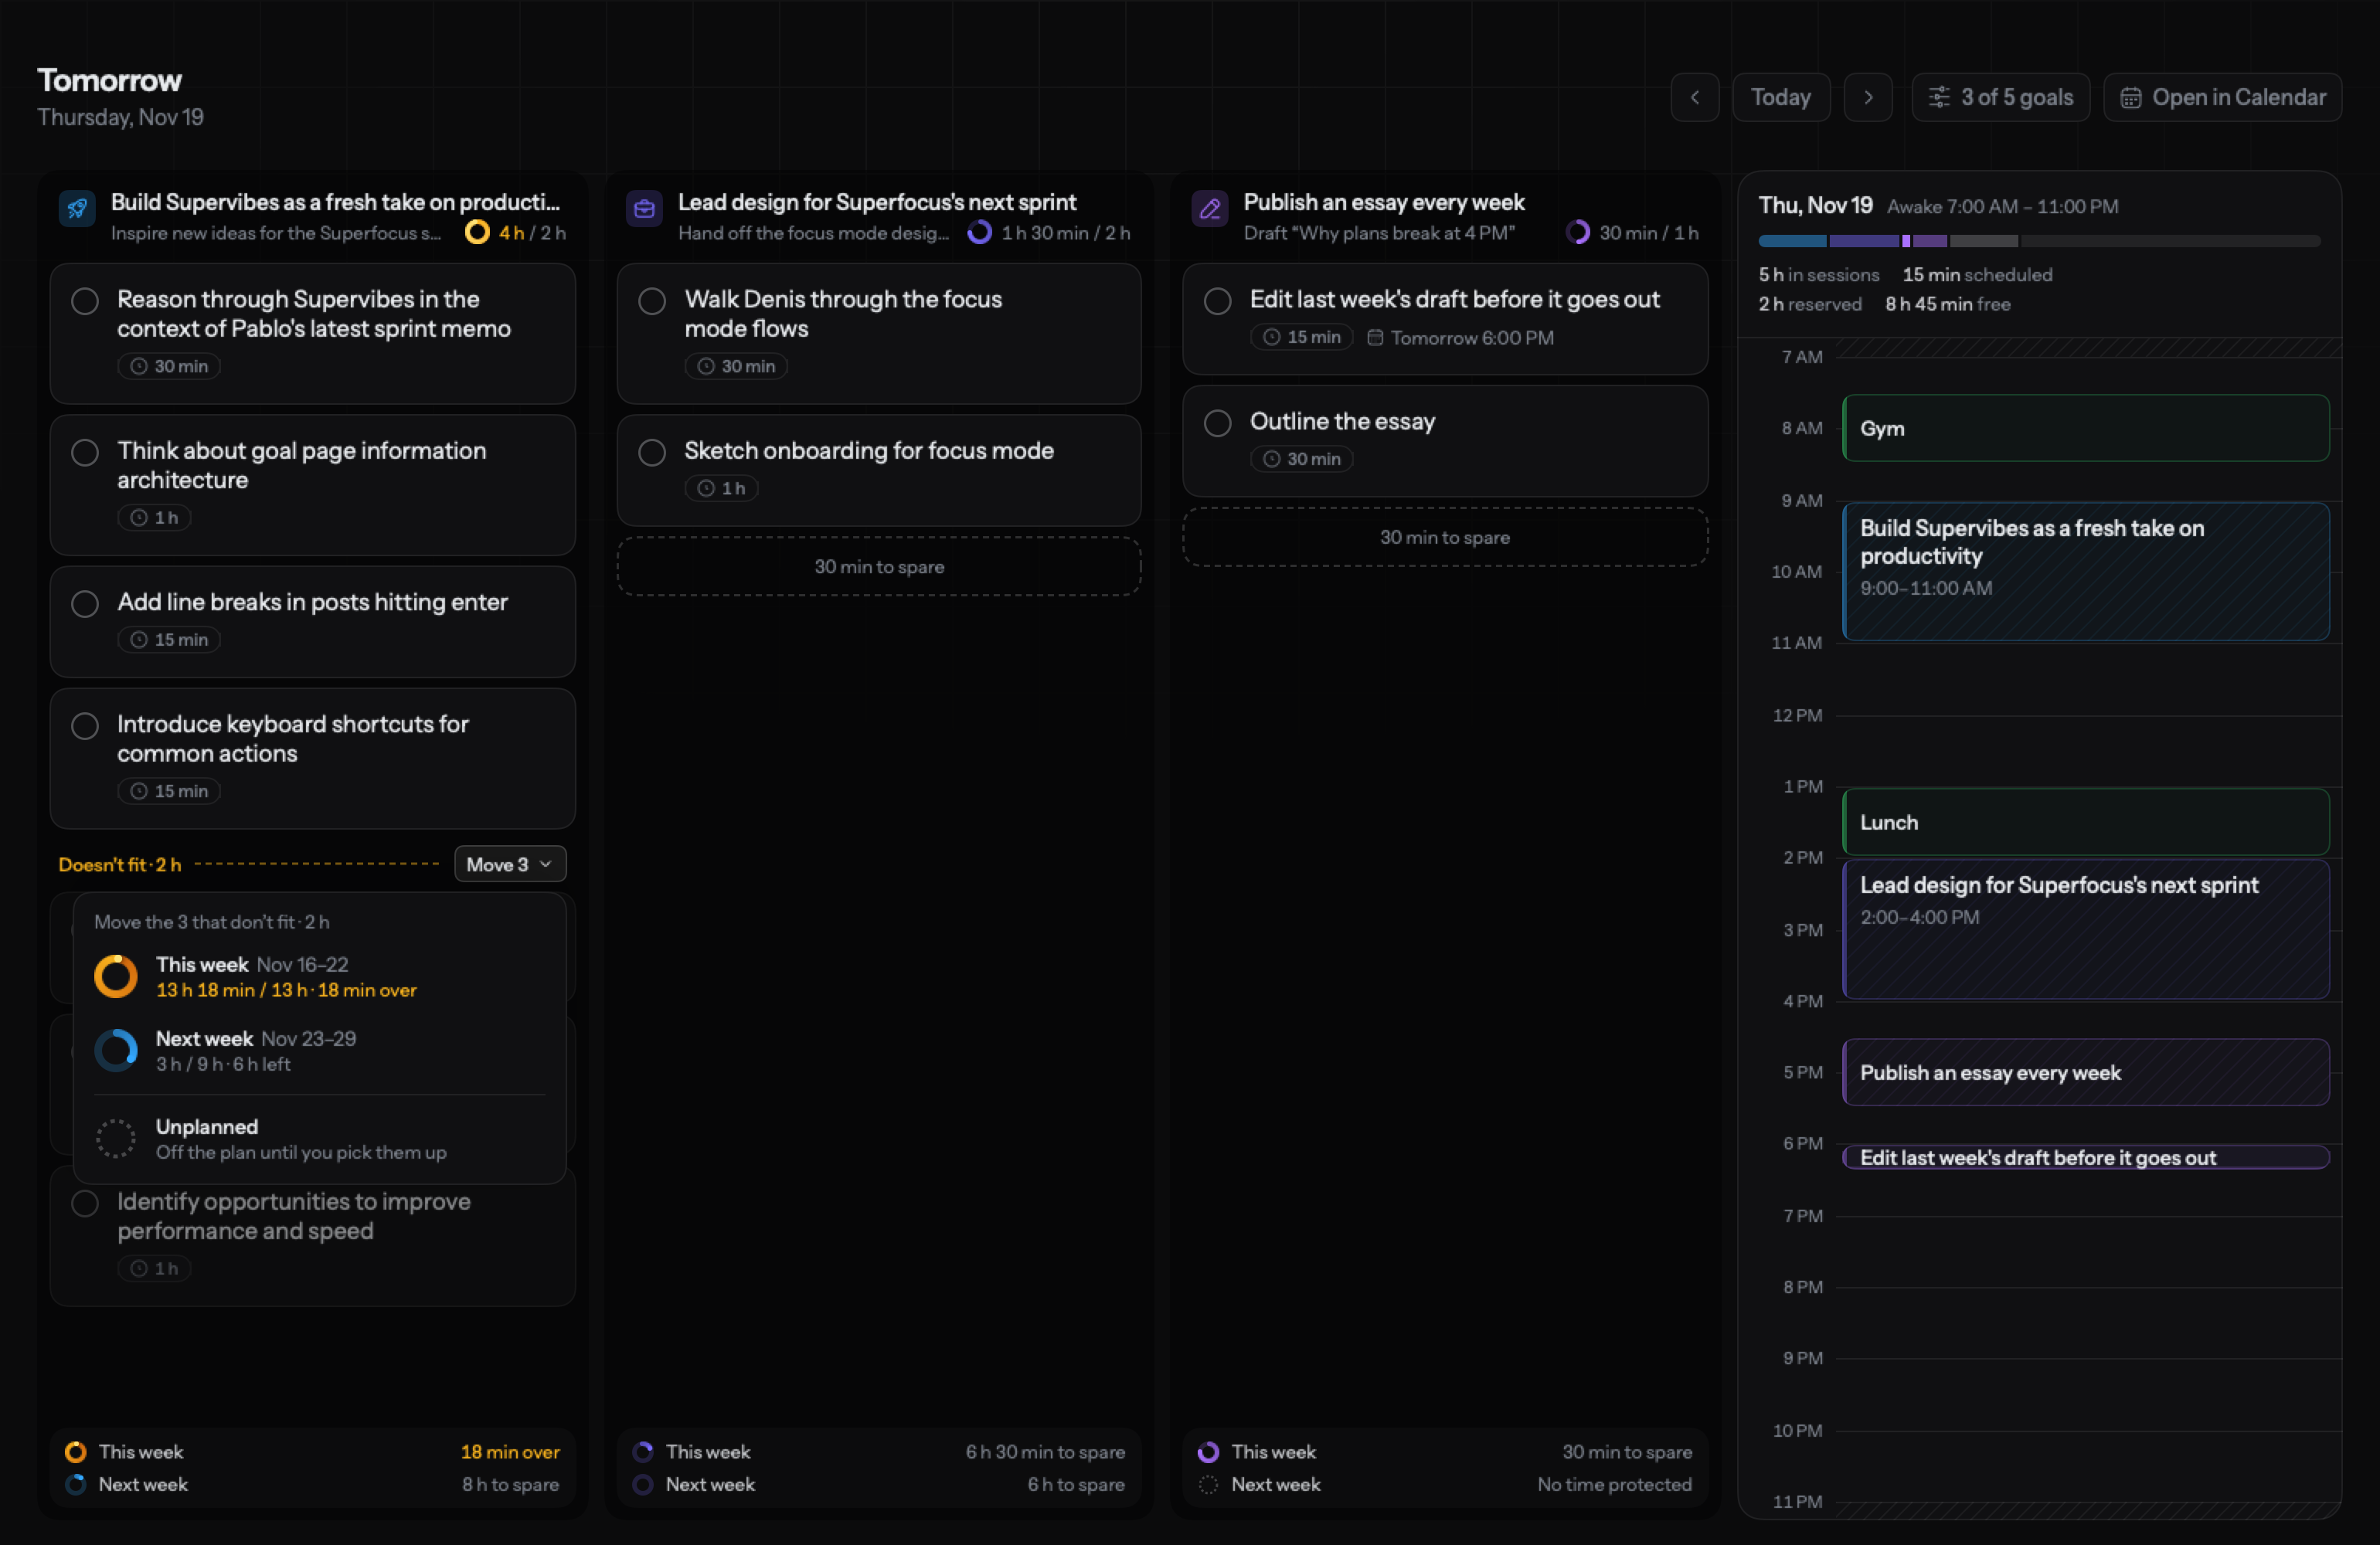 Tomorrow
Thursday, Nov 19
Today
3 of 5 goals
Open in Calendar
Build Supervibes as a fresh take on producti...
Inspire new ideas for the Superfocus s...
4 h / 2 h
Reason through Supervibes in the
context of Pablo's latest sprint memo
30 min
Think about goal page information
architecture
1 h
Add line breaks in posts hitting enter
15 min
Introduce keyboard shortcuts for
common actions
15 min
Doesn't fit · 2 h
Move 3
Move the 3 that don't fit · 2 h
This week Nov 16–22
13 h 18 min / 13 h · 18 min over
Next week Nov 23–29
3 h / 9 h · 6 h left
Unplanned
Off the plan until you pick them up
Identify opportunities to improve
performance and speed
1 h
This week
18 min over
Next week
8 h to spare
Lead design for Superfocus's next sprint
Hand off the focus mode desig...
1 h 30 min / 2 h
Walk Denis through the focus
mode flows
30 min
Sketch onboarding for focus mode
1 h
30 min to spare
This week
6 h 30 min to spare
Next week
6 h to spare
Publish an essay every week
Draft “Why plans break at 4 PM”
30 min / 1 h
Edit last week's draft before it goes out
15 min
Tomorrow 6:00 PM
Outline the essay
30 min
30 min to spare
This week
30 min to spare
Next week
No time protected
Thu, Nov 19 Awake 7:00 AM – 11:00 PM
5 h in sessions 15 min scheduled
2 h reserved 8 h 45 min free
7 AM
8 AM
Gym
9 AM
Build Supervibes as a fresh take on
productivity
10 AM
9:00–11:00 AM
11 AM
12 PM
1 PM
Lunch
2 PM
Lead design for Superfocus's next sprint
2:00–4:00 PM
3 PM
4 PM
5 PM
Publish an essay every week
6 PM
Edit last week's draft before it goes out
7 PM
8 PM
9 PM
10 PM
11 PM